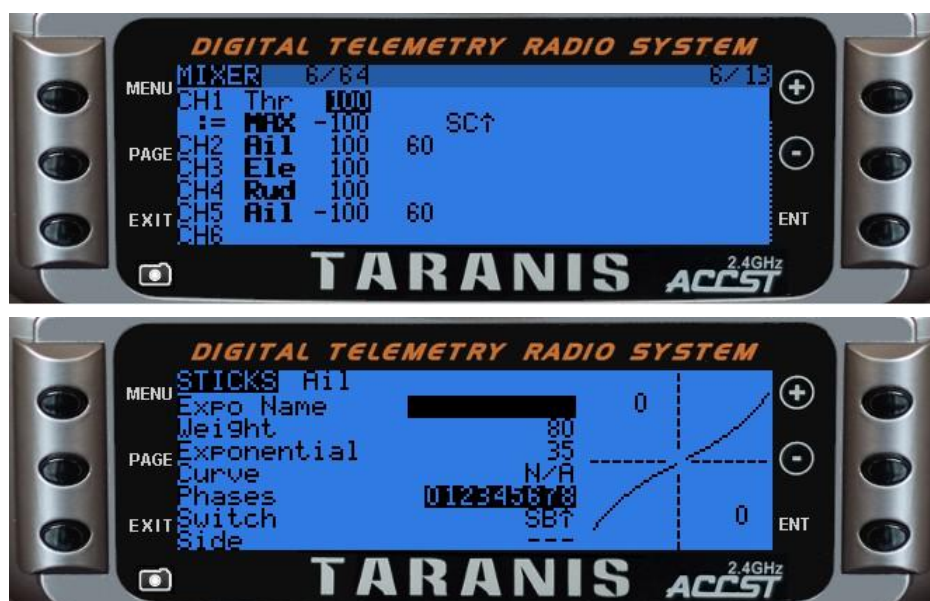 DIGITAL TELEMETRY RADIO SYSTEM
MENU MIXER 6/64 6/13
CH1 Thr 100
:= MAX -100 SC↑
PAGE CH2 Ail 100 60
CH3 Ele 100
CH4 Rud 100
EXIT CH5 Ail -100 60 ENT
CH6
TARANIS 2.4GHz ACCST
DIGITAL TELEMETRY RADIO SYSTEM
MENU STICKS Ail
Expo Name 0
Weight 80
PAGE Exponential 35
Curve N/A
Phases 012345678
EXIT Switch SB↑ 0 ENT
Side ---
TARANIS 2.4GHz ACCST